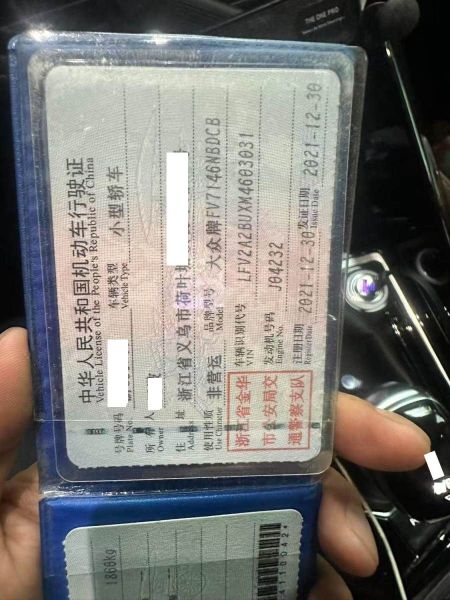 THE ONE PRO
中华人民共和国机动车行驶证
Vehicle License of the People's Republic of China
号牌号码
Plate No.
车辆类型 小型轿车
Vehicle Type
所有人
Owner
住址 浙江省义乌市荷叶塘
Address
使用性质 非营运
Use Character
品牌型号 大众牌FV7146NBDCB
Model
浙江省金华
市公安局交
通警察支队
车辆识别代号 LFV2A2BUXM4603031
VIN
发动机号码 J04232
Engine No.
注册日期 2021-12-30
Register Date
发证日期 2021-12-30
Issue Date
1860kg